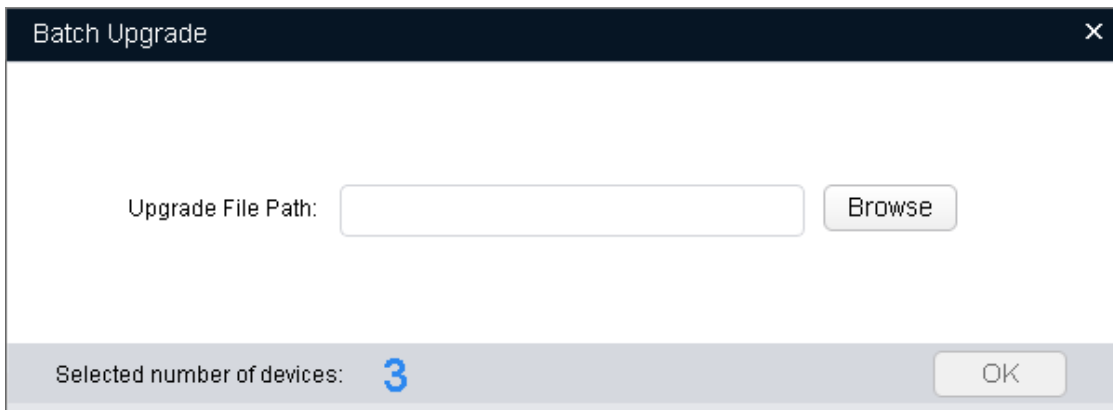 Batch Upgrade
Upgrade File Path:
Browse
Selected number of devices: 3
OK